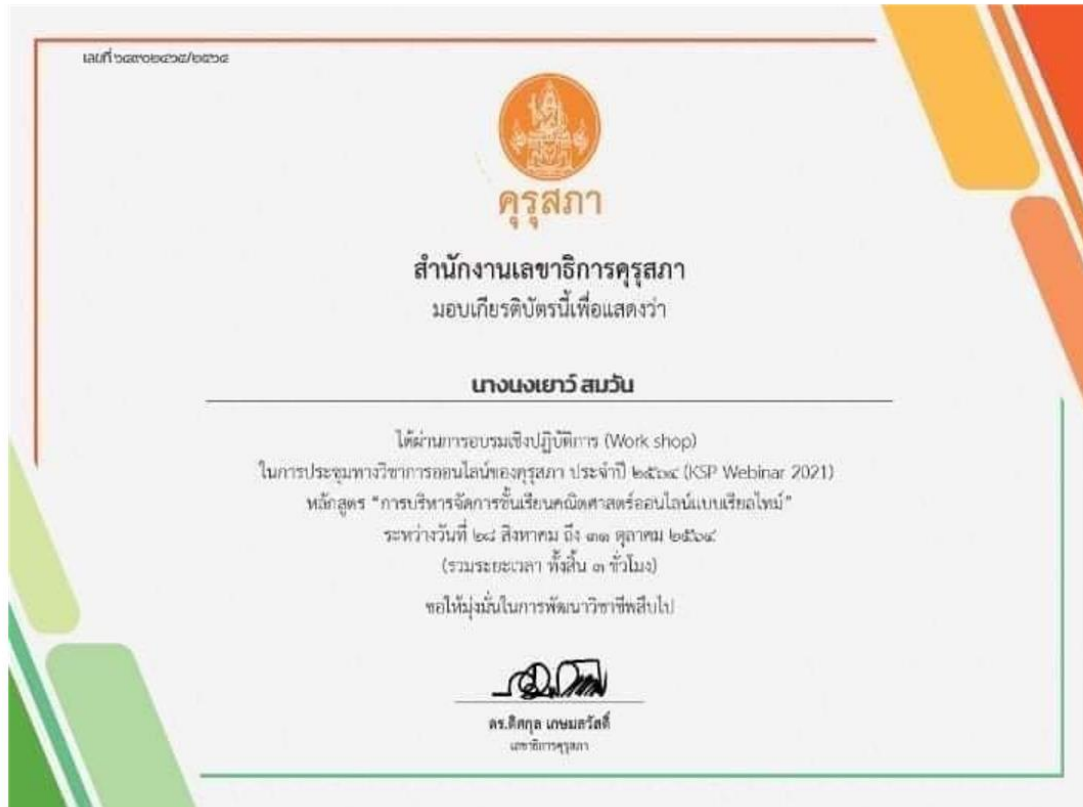 เลขที่
คุรุสภา
สำนักงานเลขาธิการคุรุสภา
มอบเกียรติบัตรนี้เพื่อแสดงว่า
นางนงเยาว์ สมวัน
ได้ผ่านการอบรมเชิงปฏิบัติการ (Work shop)
ในการประชุมทางวิชาการออนไลน์ของคุรุสภา ประจำปี ๒๕๖๔ (KSP Webinar 2021)
หลักสูตร “การบริหารจัดการชั้นเรียนคณิตศาสตร์ออนไลน์แบบเรียลไทม์”
ระหว่างวันที่ ๒๘ สิงหาคม ถึง ๓๑ ตุลาคม ๒๕๖๔
(รวมระยะเวลา ทั้งสิ้น ๓ ชั่วโมง)
ขอให้มุ่งมั่นในการพัฒนาวิชาชีพสืบไป
ดร.ดิศกุล เกษมสวัสดิ์
เลขาธิการคุรุสภา